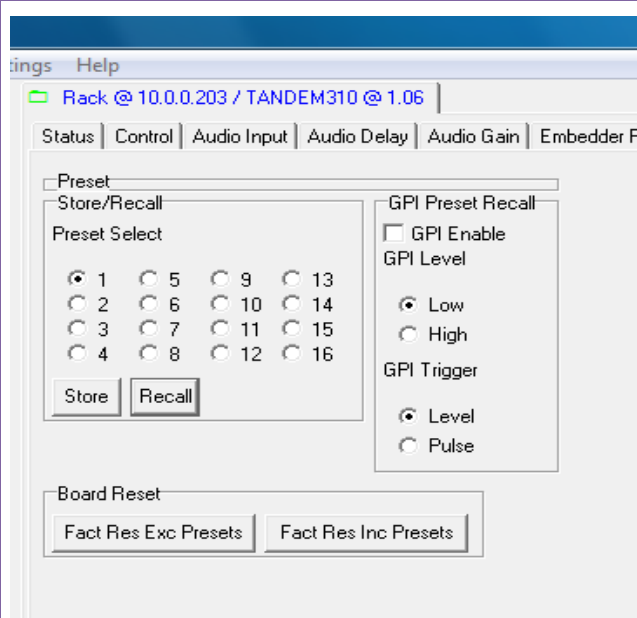 ings Help
Rack @ 10.0.0.203 / TANDEM310 @ 1.06
Status Control Audio Input Audio Delay Audio Gain Embedder
Preset
Store/Recall
Preset Select
1 5 9 13
2 6 10 14
3 7 11 15
4 8 12 16
Store Recall
GPI Preset Recall
GPI Enable
GPI Level
Low
High
GPI Trigger
Level
Pulse
Board Reset
Fact Res Exc Presets Fact Res Inc Presets